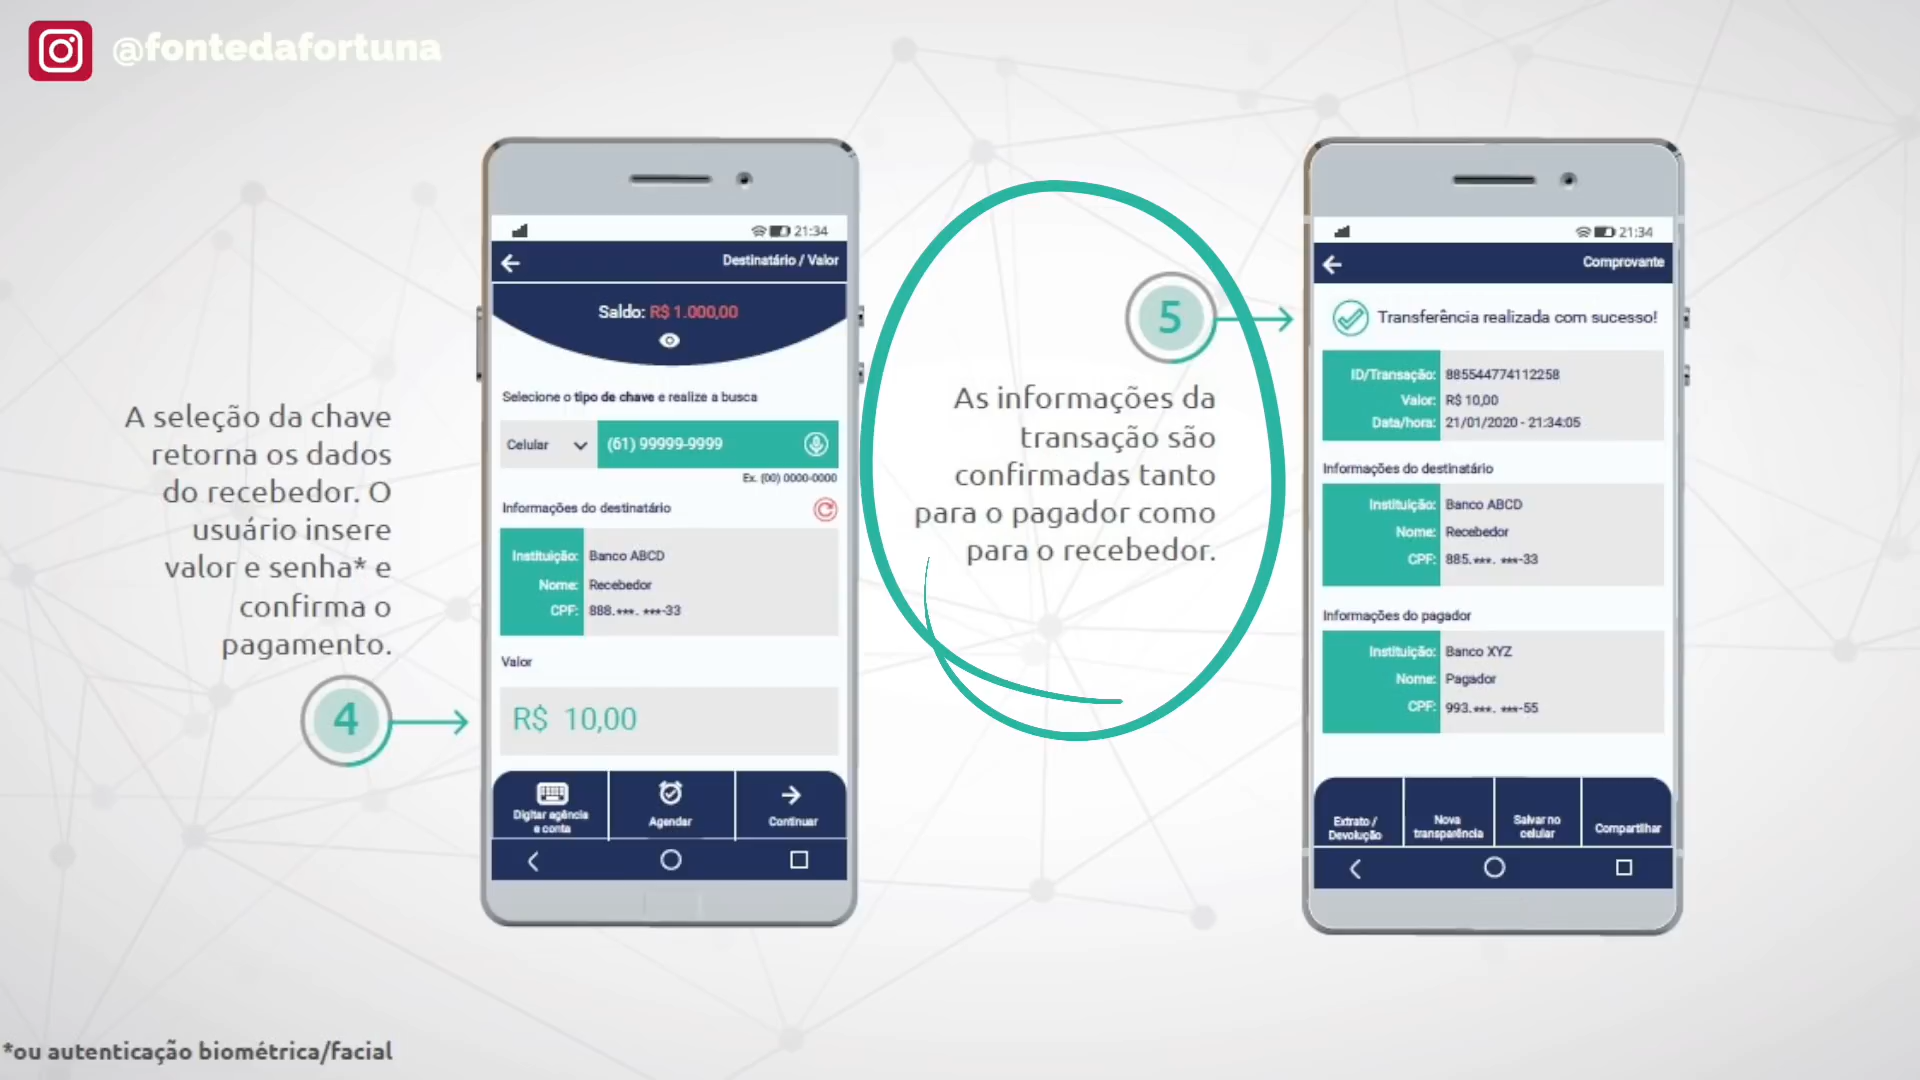 @fontedafortuna
A seleção da chave
retorna os dados
do recebedor. O
usuário insere
valor e senha* e
confirma o
pagamento.
4
21:34
Destinatário / Valor
Saldo: R$ 1.000,00
Selecione o tipo de chave e realize a busca
Celular (61) 99999-9999
Ex. (00) 0000-0000
Informações do destinatário
Instituição: Banco ABCD
Nome: Recebedor
CPF: 888.***. ***-33
Valor
R$ 10,00
Digitar agência
e conta
Agendar
Continuar
5
As informações da
transação são
confirmadas tanto
para o pagador como
para o recebedor.
21:34
Comprovante
Transferência realizada com sucesso!
ID/Transação: 885544774112258
Valor: R$ 10,00
Data/hora: 21/01/2020 - 21:34:05
Informações do destinatário
Instituição: Banco ABCD
Nome: Recebedor
CPF: 885.***. ***-33
Informações do pagador
Instituição: Banco XYZ
Nome: Pagador
CPF: 993.***. ***-55
Extrato /
Devolução
Nova
transparência
Salvar no
celular
Compartilhar
*ou autenticação biométrica/facial